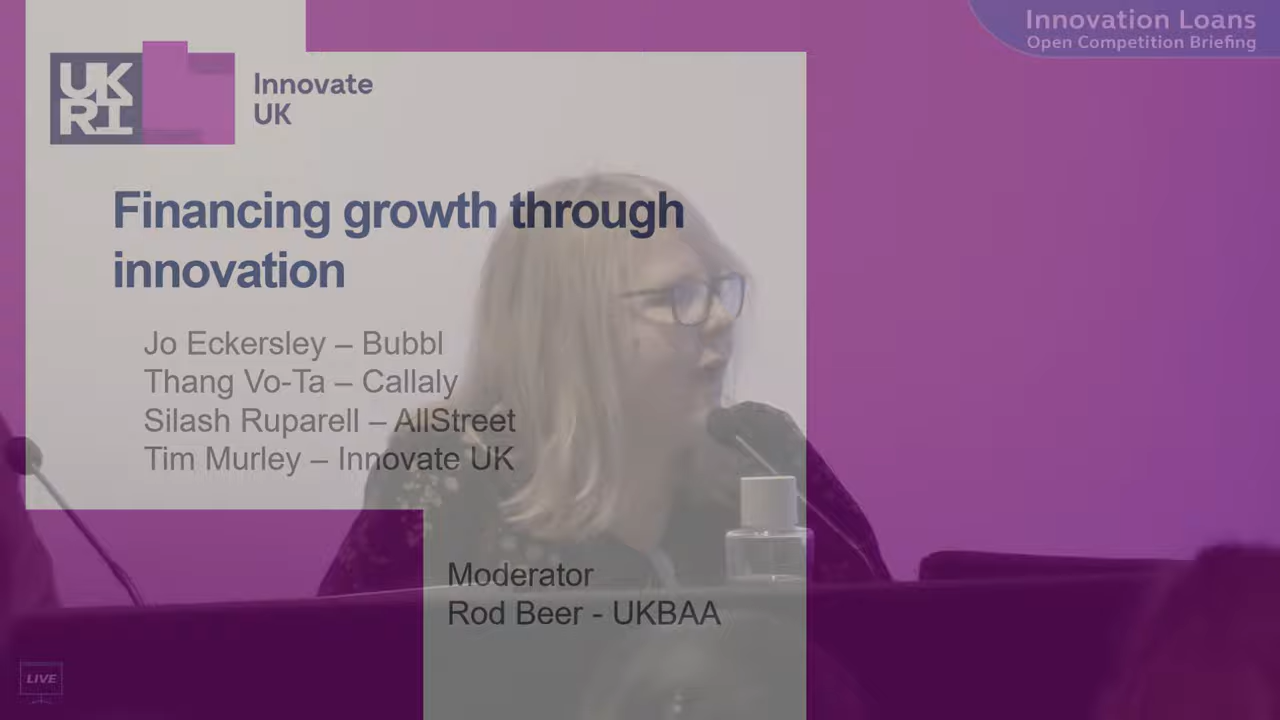 Innovation Loans
Open Competition Briefing
UK
RI
Innovate
UK
Financing growth through
innovation
Jo Eckersley – Bubbl
Thang Vo-Ta – Callaly
Silash Ruparell – AllStreet
Tim Murley – Innovate UK
Moderator
Rod Beer - UKBAA
LIVE